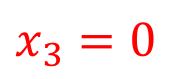 x₃ = 0